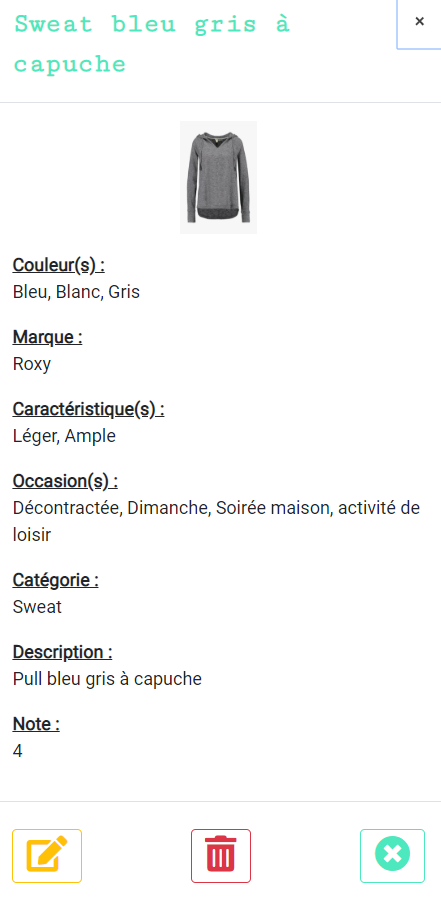 Sweat bleu gris à
capuche
×
Couleur(s) :
Bleu, Blanc, Gris
Marque :
Roxy
Caractéristique(s) :
Léger, Ample
Occasion(s) :
Décontractée, Dimanche, Soirée maison, activité de
loisir
Catégorie :
Sweat
Description :
Pull bleu gris à capuche
Note :
4